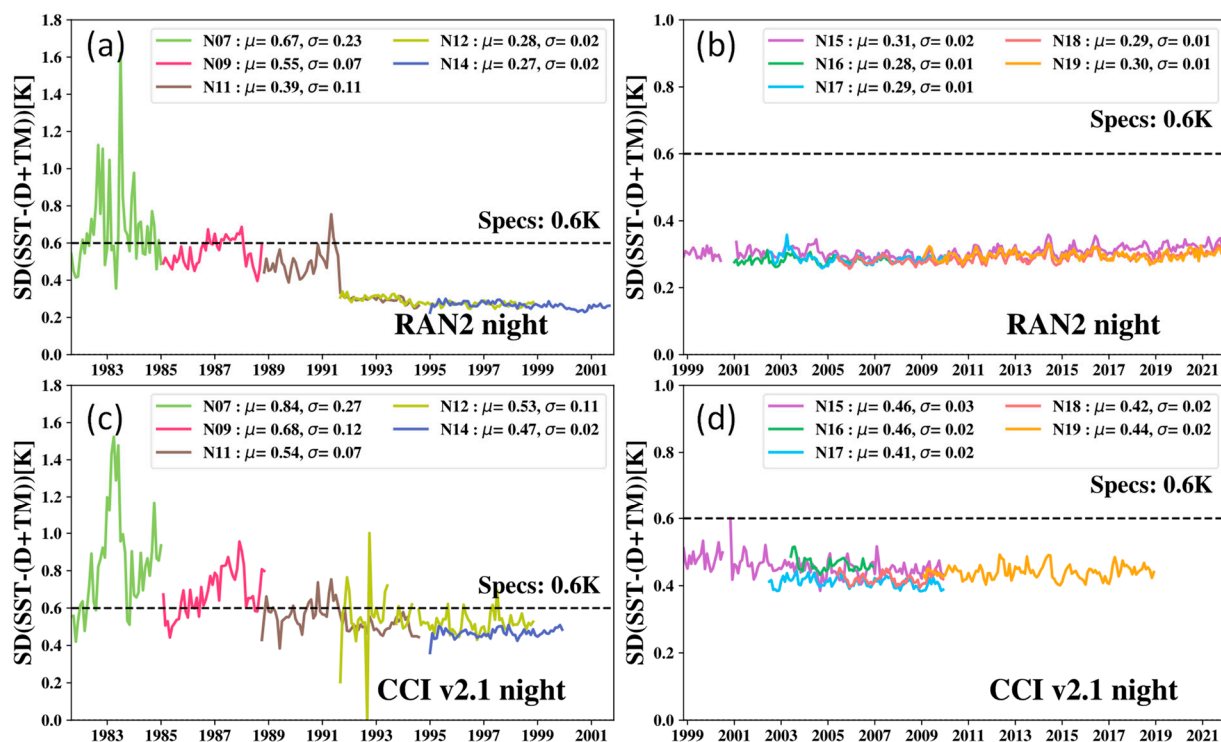 (a)
N07 : μ= 0.67, σ= 0.23
N09 : μ= 0.55, σ= 0.07
N11 : μ= 0.39, σ= 0.11
N12 : μ= 0.28, σ= 0.02
N14 : μ= 0.27, σ= 0.02
SD(SST-(D+TM))[K]
1.8
1.6
1.4
1.2
1.0
0.8
0.6
0.4
0.2
0.0
Specs: 0.6K
RAN2 night
1983 1985 1987 1989 1991 1993 1995 1997 1999 2001
(b)
N15 : μ= 0.31, σ= 0.02
N16 : μ= 0.28, σ= 0.01
N17 : μ= 0.29, σ= 0.01
N18 : μ= 0.29, σ= 0.01
N19 : μ= 0.30, σ= 0.01
SD(SST-(D+TM))[K]
1.0
0.8
0.6
0.4
0.2
0.0
Specs: 0.6K
RAN2 night
1999 2001 2003 2005 2007 2009 2011 2013 2015 2017 2019 2021
(c)
N07 : μ= 0.84, σ= 0.27
N09 : μ= 0.68, σ= 0.12
N11 : μ= 0.54, σ= 0.07
N12 : μ= 0.53, σ= 0.11
N14 : μ= 0.47, σ= 0.02
SD(SST-(D+TM))[K]
1.8
1.6
1.4
1.2
1.0
0.8
0.6
0.4
0.2
0.0
Specs: 0.6K
CCI v2.1 night
1983 1985 1987 1989 1991 1993 1995 1997 1999 2001
(d)
N15 : μ= 0.46, σ= 0.03
N16 : μ= 0.46, σ= 0.02
N17 : μ= 0.41, σ= 0.02
N18 : μ= 0.42, σ= 0.02
N19 : μ= 0.44, σ= 0.02
SD(SST-(D+TM))[K]
1.0
0.8
0.6
0.4
0.2
0.0
Specs: 0.6K
CCI v2.1 night
1999 2001 2003 2005 2007 2009 2011 2013 2015 2017 2019 2021